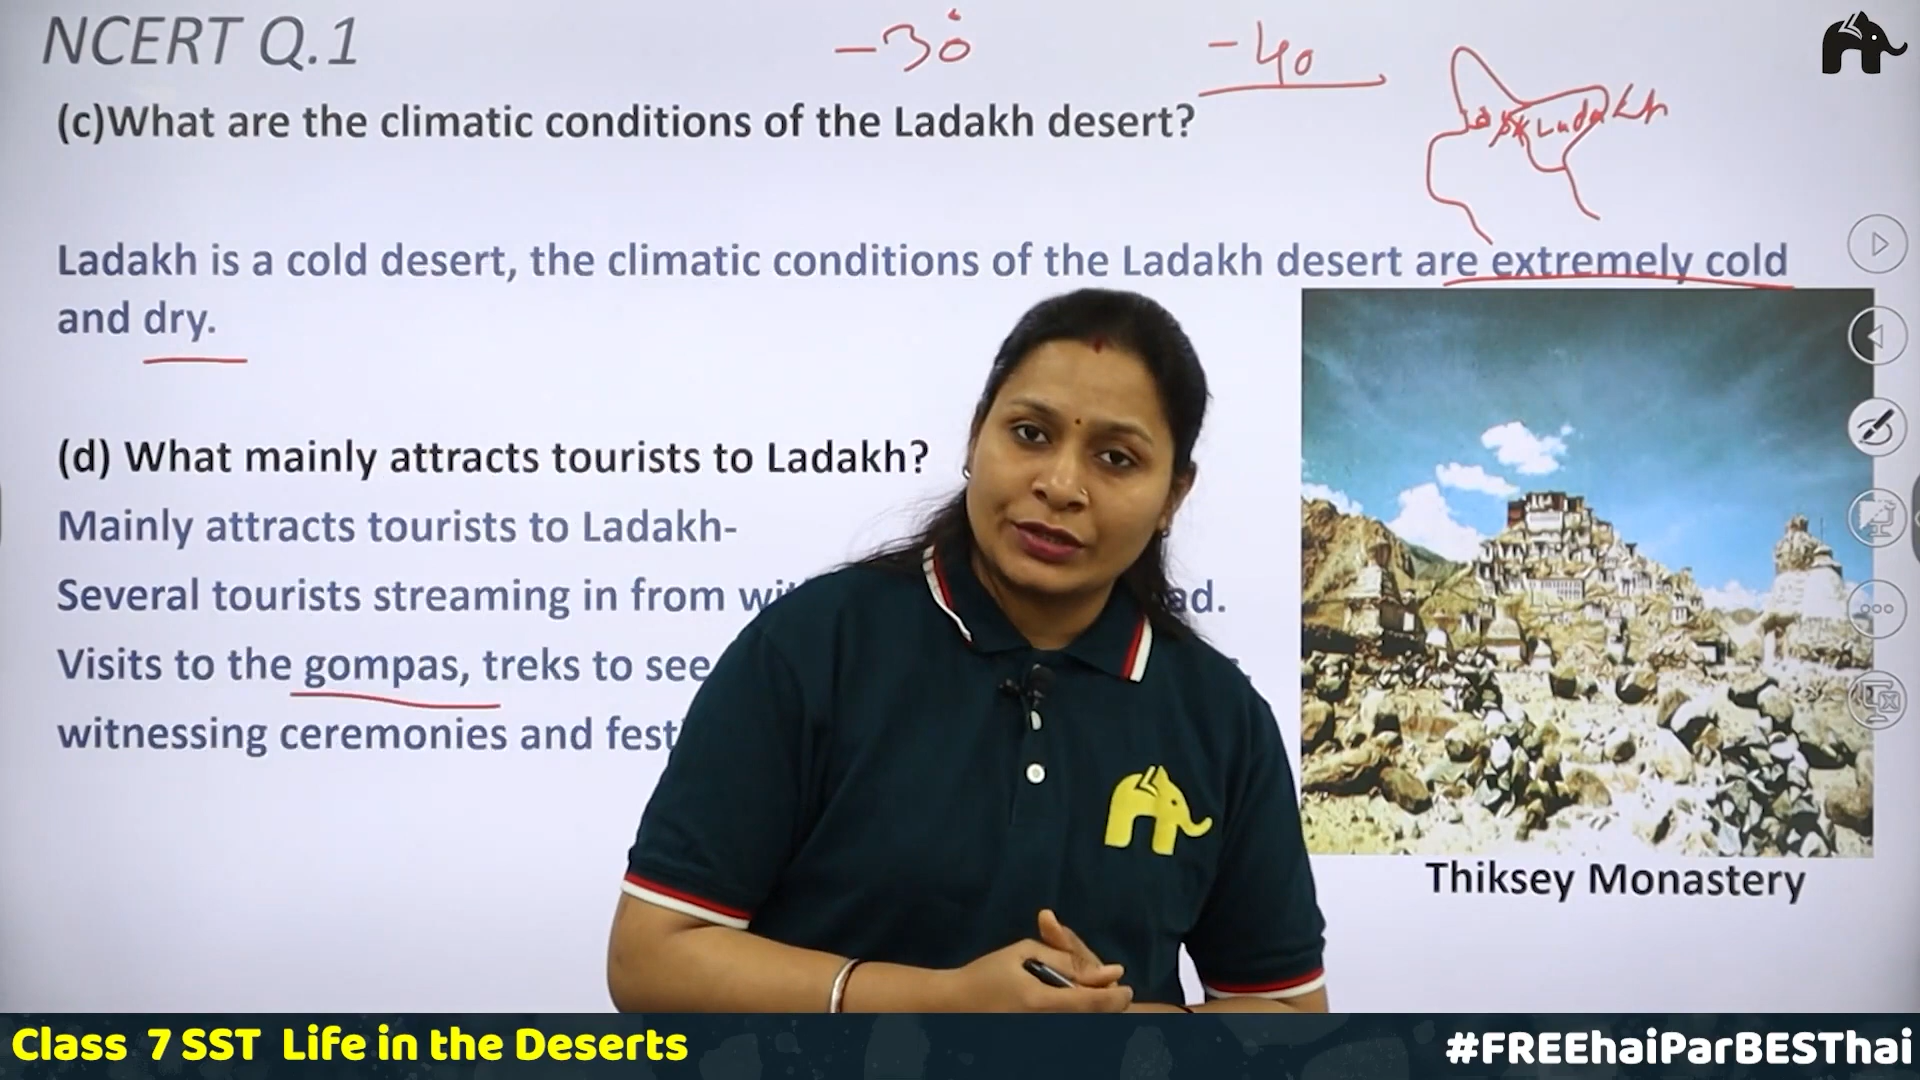 NCERT Q.1
-30°
-40
(c)What are the climatic conditions of the Ladakh desert?
Ladakh
Ladakh is a cold desert, the climatic conditions of the Ladakh desert are extremely cold
and dry.
(d) What mainly attracts tourists to Ladakh?
Mainly attracts tourists to Ladakh-
Several tourists streaming in from
Visits to the gompas, treks to see
witnessing ceremonies and
Thiksey Monastery
Class 7 SST Life in the Deserts
#FREEhaiParBESThai